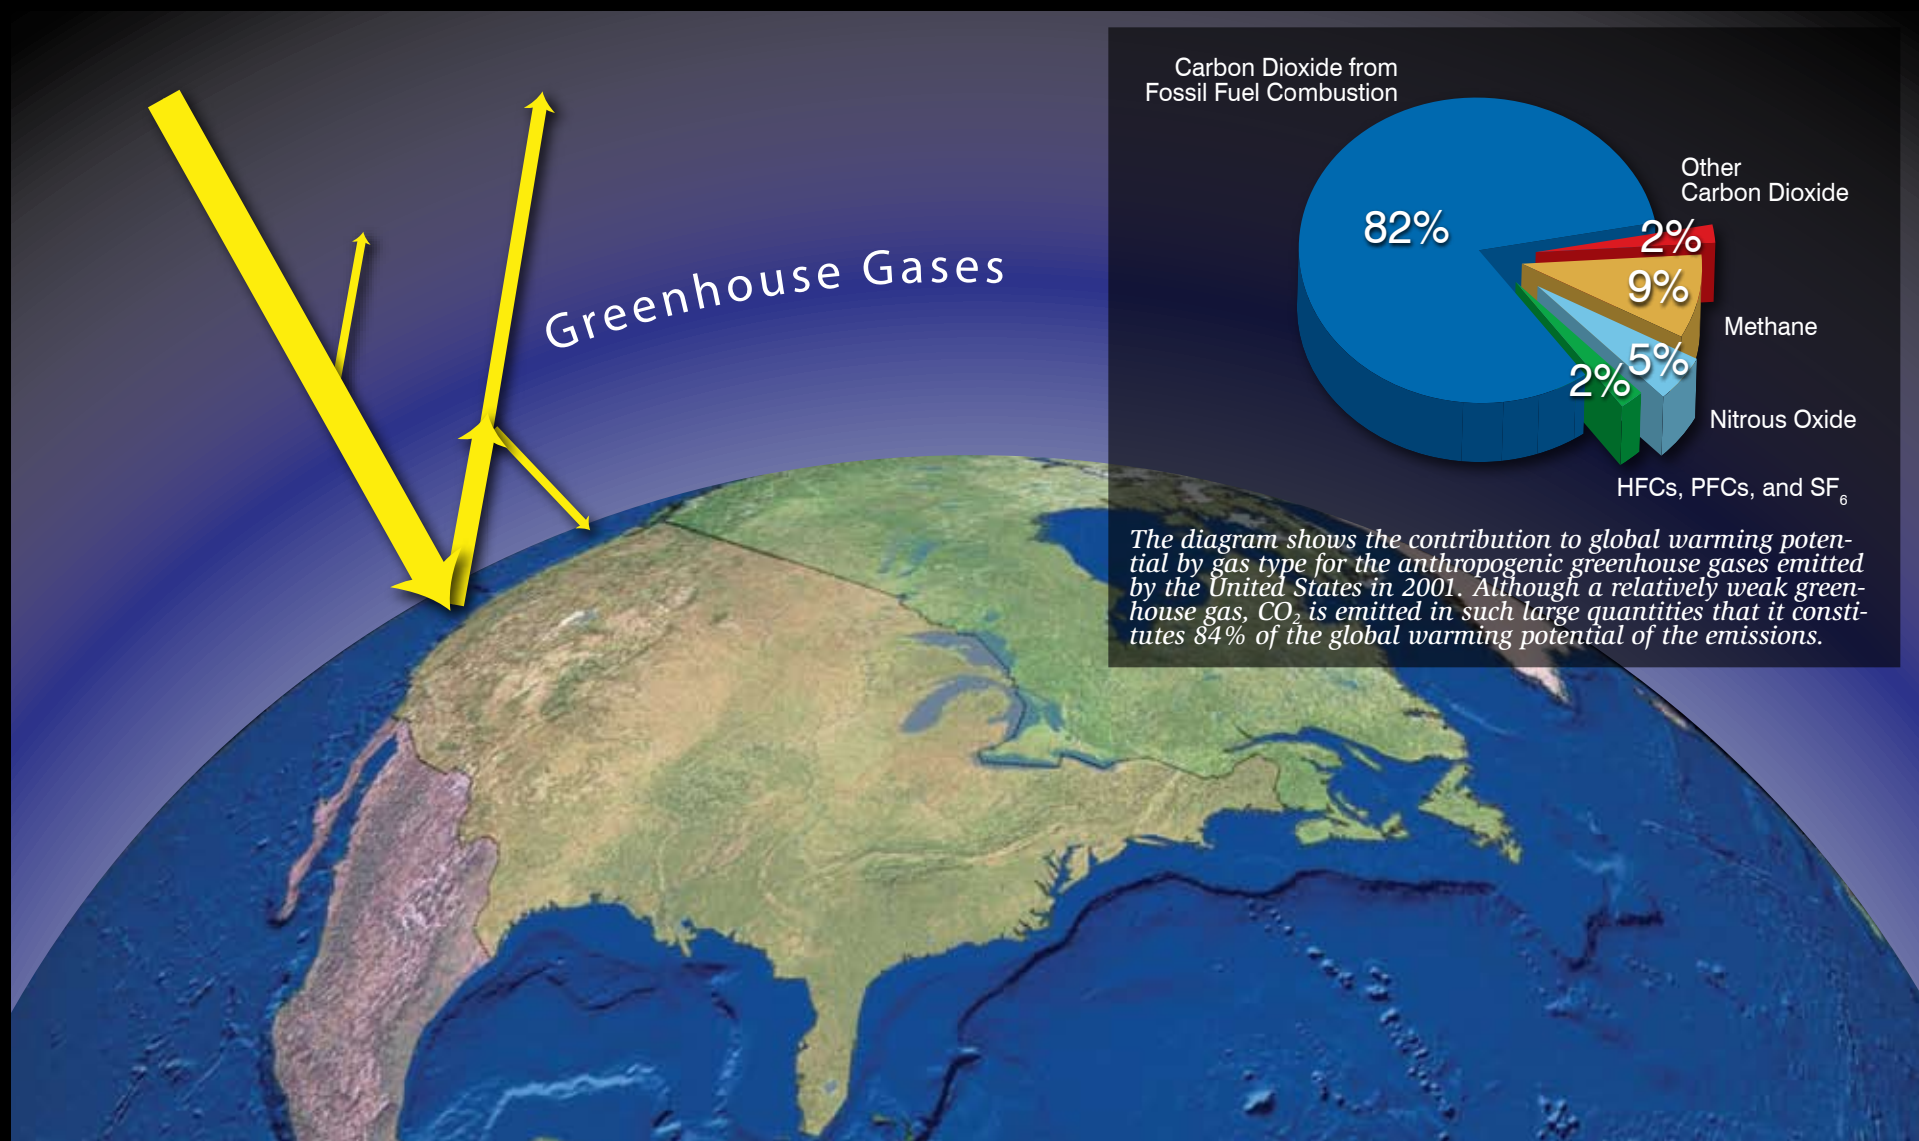 Greenhouse Gases
Carbon Dioxide from
Fossil Fuel Combustion
82%
Other
Carbon Dioxide
2%
9%
Methane
5%
2%
Nitrous Oxide
HFCs, PFCs, and SF₆
The diagram shows the contribution to global warming poten-
tial by gas type for the anthropogenic greenhouse gases emitted
by the United States in 2001. Although a relatively weak green-
house gas, CO₂ is emitted in such large quantities that it consti-
tutes 84% of the global warming potential of the emissions.